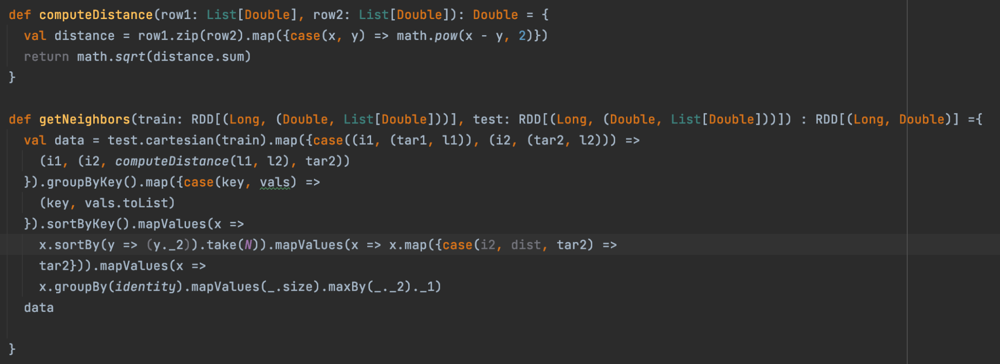 def computeDistance(row1: List[Double], row2: List[Double]): Double = {
  val distance = row1.zip(row2).map({case(x, y) => math.pow(x - y, 2)})
  return math.sqrt(distance.sum)
}

def getNeighbors(train: RDD[(Long, (Double, List[Double]))], test: RDD[(Long, (Double, List[Double]))]) : RDD[(Long, Double)] ={
  val data = test.cartesian(train).map({case((i1, (tar1, l1)), (i2, (tar2, l2))) =>
    (i1, (i2, computeDistance(l1, l2), tar2))
  }).groupByKey().map({case(key, vals) =>
    (key, vals.toList)
  }).sortByKey().mapValues(x =>
    x.sortBy(y => (y._2)).take(N)).mapValues(x => x.map({case(i2, dist, tar2) =>
    tar2})).mapValues(x =>
    x.groupBy(identity).mapValues(_.size).maxBy(_._2)._1)
  data

}